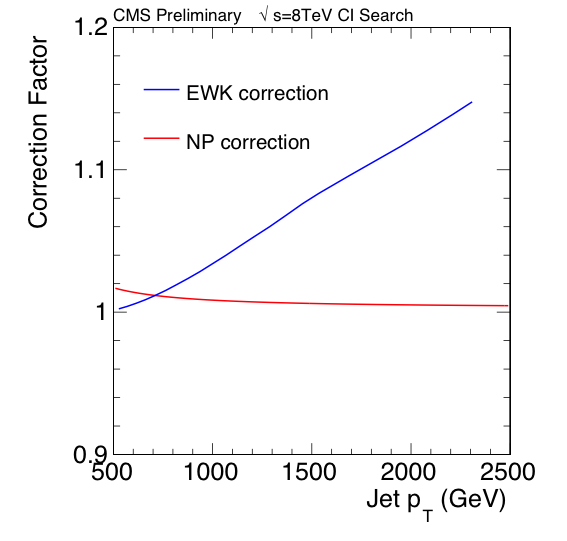 CMS Preliminary √ s=8TeV CI Search
1.2
EWK correction
NP correction
Correction Factor
1.1
1
0.9
500 1000 1500 2000 2500
Jet p_T (GeV)